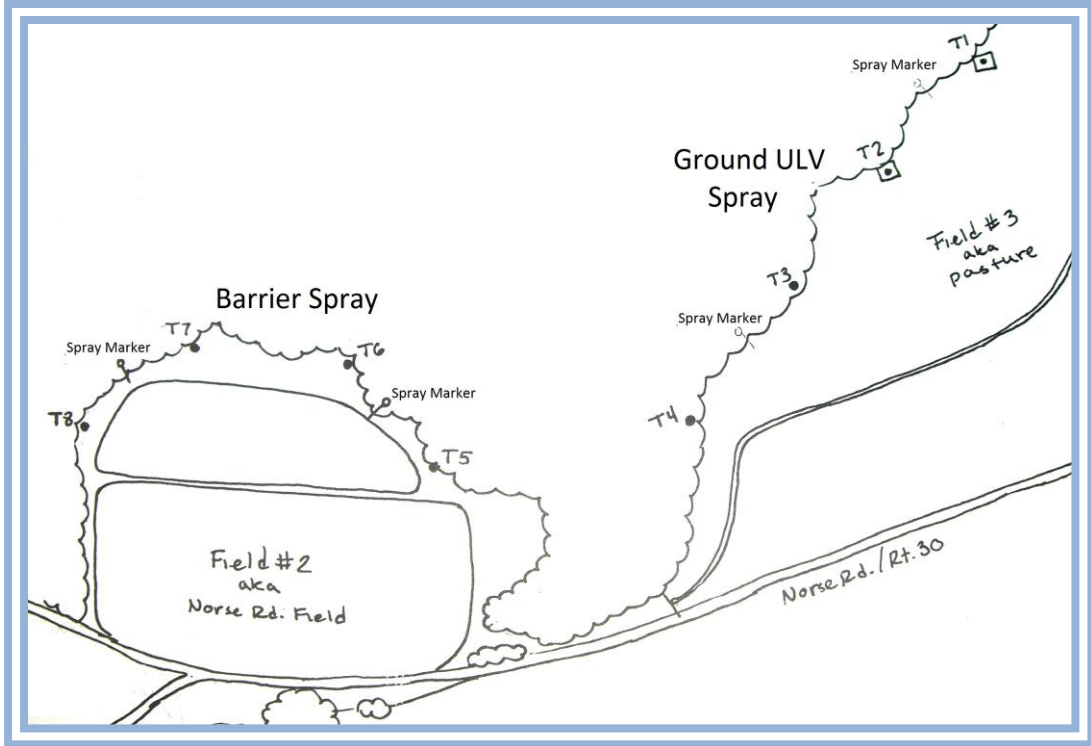 T1
Spray Marker
T2
Ground ULV
Spray
Field #3
aka
pasture
T3
Spray Marker
Barrier Spray
T7
Spray Marker
T6
Spray Marker
T8
T4
T5
Field #2
aka
Norse Rd. Field
Norse Rd./Rt. 30